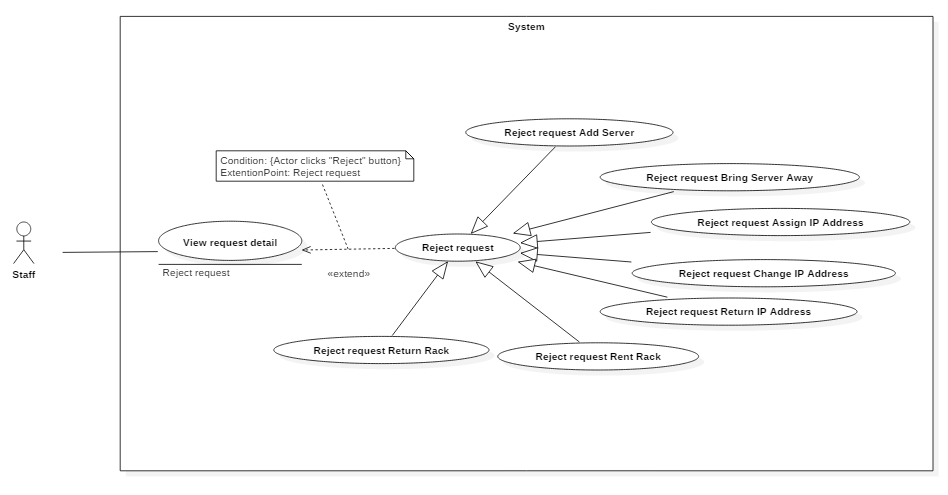 System
Reject request Add Server
Condition: {Actor clicks "Reject" button}
ExtentionPoint: Reject request
Reject request Bring Server Away
Reject request Assign IP Address
View request detail
Reject request
Staff
Reject request
«extend»
Reject request Change IP Address
Reject request Return IP Address
Reject request Return Rack
Reject request Rent Rack